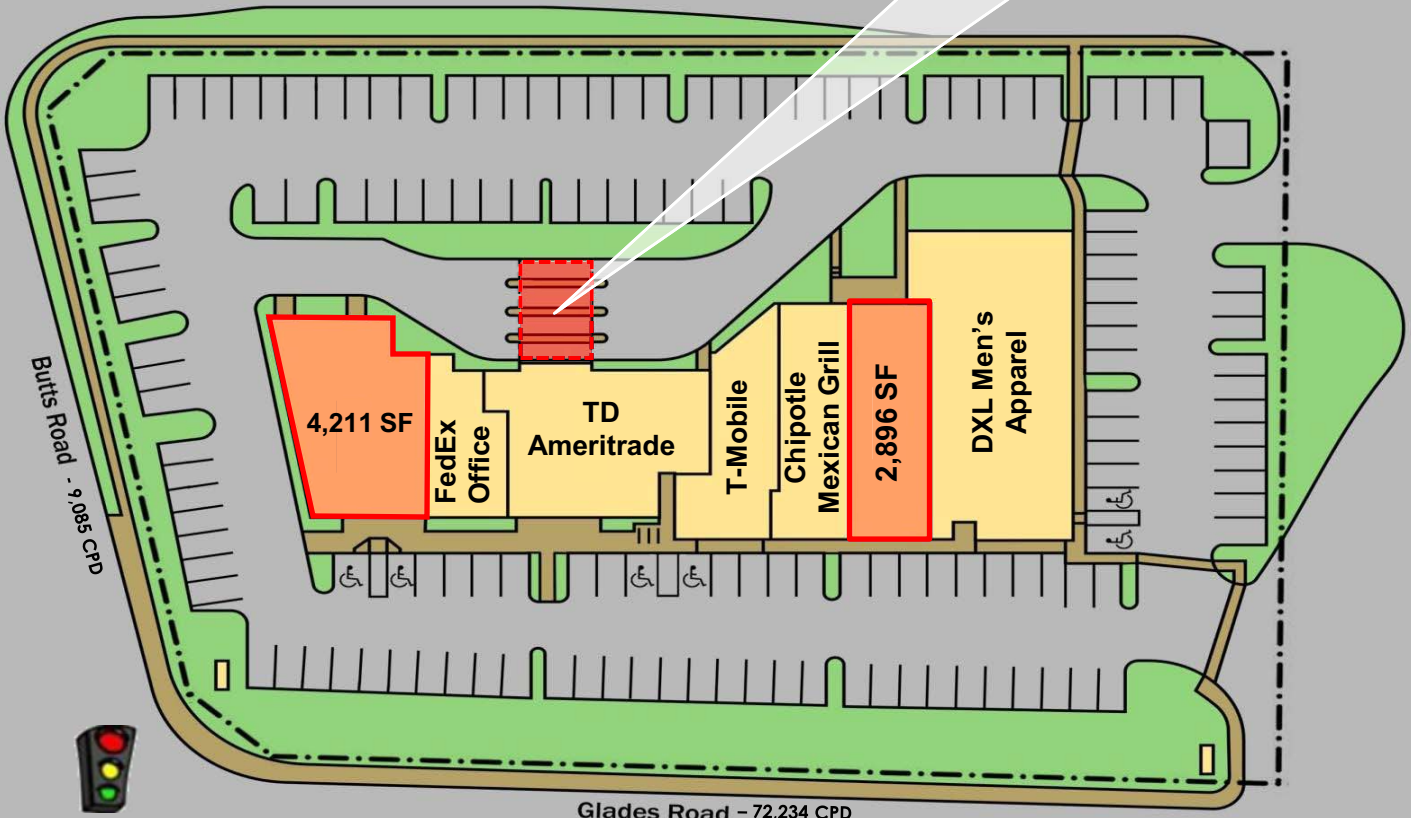 Butts Road - 9,085 CPD
4,211 SF
FedEx
Office
TD
Ameritrade
T-Mobile
Chipotle
Mexican Grill
2,896 SF
DXL Men's
Apparel
Glades Road – 72,234 CPD